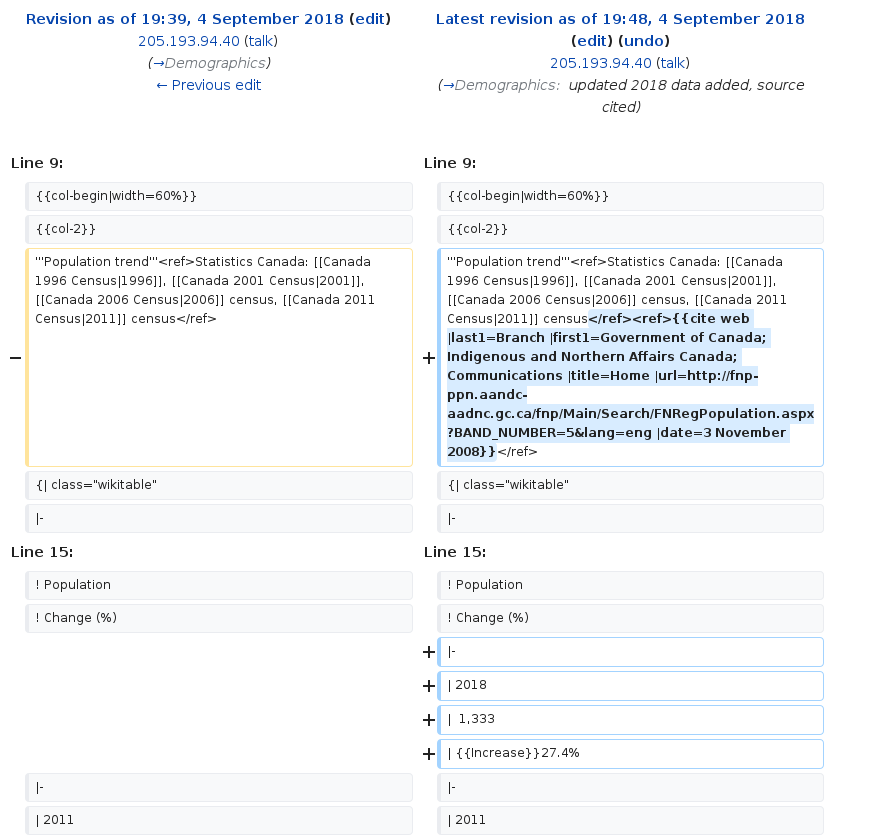 Revision as of 19:39, 4 September 2018 (edit)
205.193.94.40 (talk)
(→Demographics)
← Previous edit
Latest revision as of 19:48, 4 September 2018
(edit) (undo)
205.193.94.40 (talk)
(→Demographics: updated 2018 data added, source
cited)
Line 9:
Line 9:
{{col-begin|width=60%}}
{{col-begin|width=60%}}
{{col-2}}
{{col-2}}
−
'''Population trend'''<ref>Statistics Canada: [[Canada
1996 Census|1996]], [[Canada 2001 Census|2001]],
[[Canada 2006 Census|2006]] census, [[Canada 2011
Census|2011]] census</ref>
+
'''Population trend'''<ref>Statistics Canada: [[Canada
1996 Census|1996]], [[Canada 2001 Census|2001]],
[[Canada 2006 Census|2006]] census, [[Canada 2011
Census|2011]] census</ref><ref>{{cite web
|last1=Branch |first1=Government of Canada;
Indigenous and Northern Affairs Canada;
Communications |title=Home |url=http://fnp-
ppn.aandc-
aadnc.gc.ca/fnp/Main/Search/FNRegPopulation.aspx
?BAND_NUMBER=5&lang=eng |date=3 November
2008}}</ref>
{| class="wikitable"
{| class="wikitable"
|-
|-
Line 15:
Line 15:
! Population
! Population
! Change (%)
! Change (%)
+ |-
+ | 2018
+ | 1,333
+ | {{Increase}}27.4%
|-
|-
| 2011
| 2011